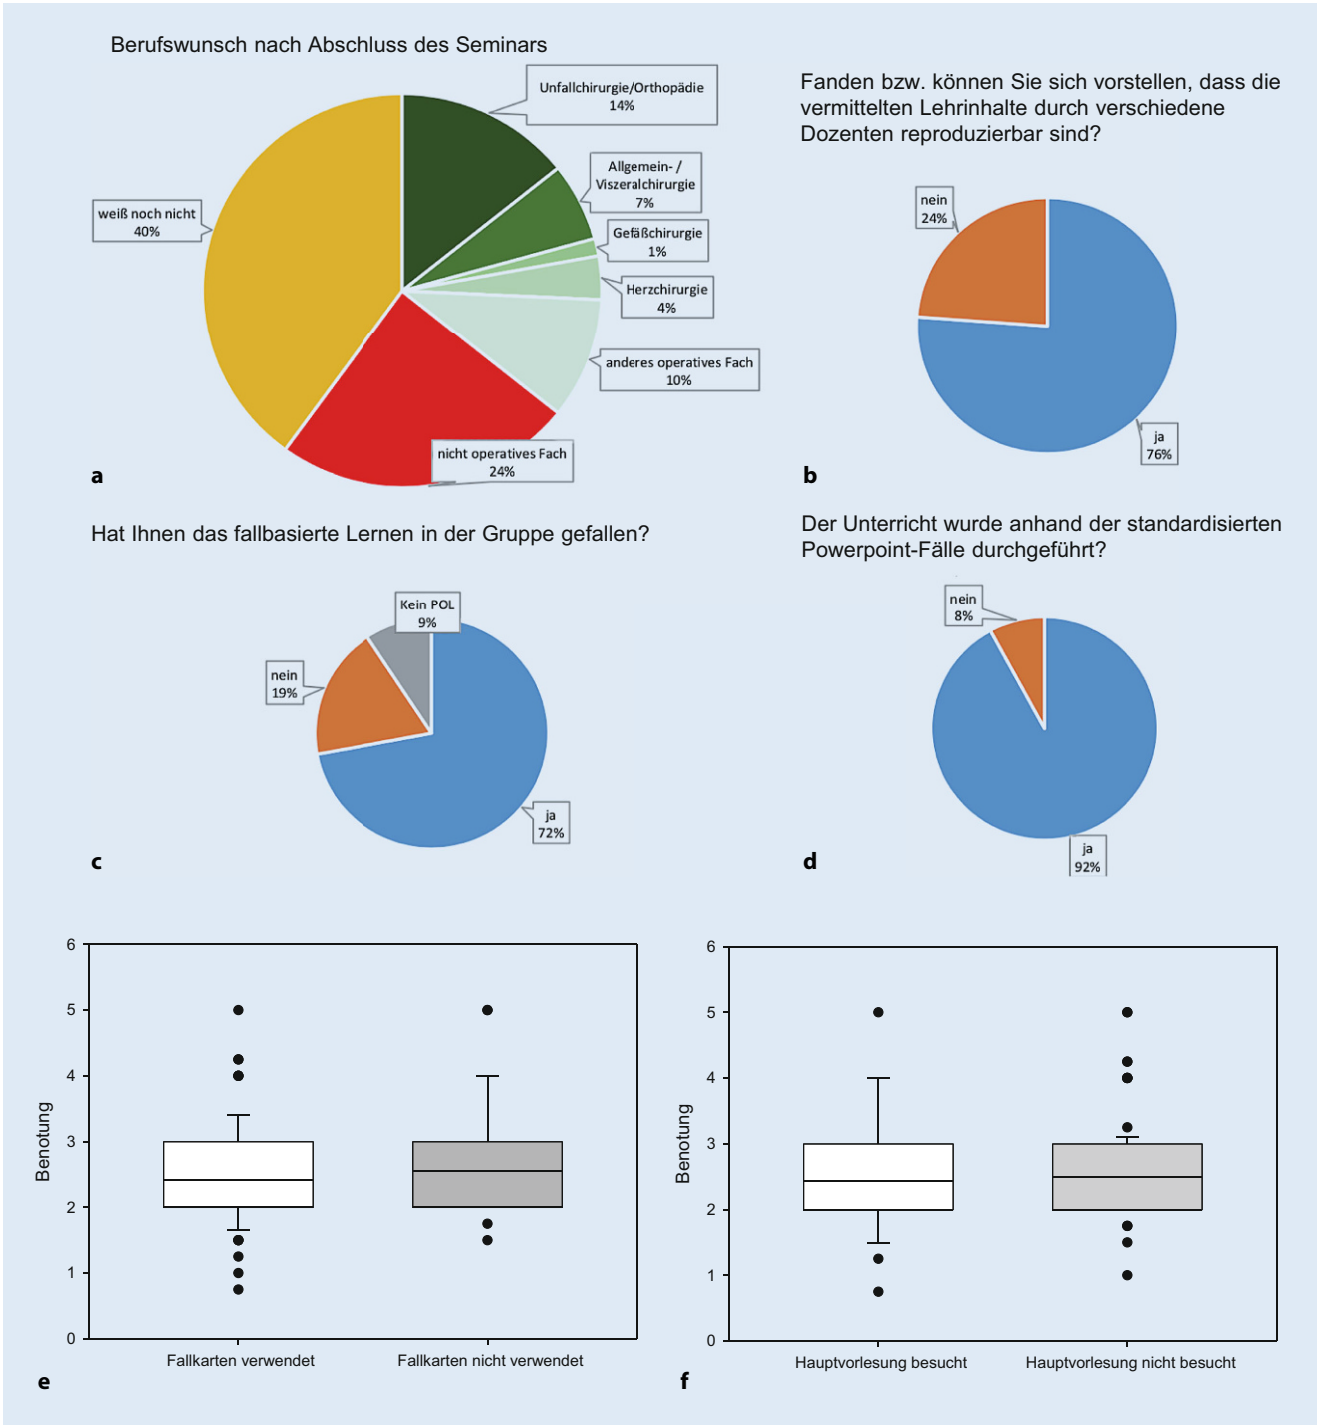 Berufswunsch nach Abschluss des Seminars
Unfallchirurgie/Orthopädie
14%
Allgemein- /
Viszeralchirurgie
7%
Gefäßchirurgie
1%
Herzchirurgie
4%
anderes operatives Fach
10%
nicht operatives Fach
24%
weiß noch nicht
40%
a
Fanden bzw. können Sie sich vorstellen, dass die
vermittelten Lehrinhalte durch verschiedene
Dozenten reproduzierbar sind?
nein
24%
ja
76%
b
Hat Ihnen das fallbasierte Lernen in der Gruppe gefallen?
Kein POL
9%
nein
19%
ja
72%
c
Der Unterricht wurde anhand der standardisierten
Powerpoint-Fälle durchgeführt?
nein
8%
ja
92%
d
6
5
4
3
2
1
0
Benotung
Fallkarten verwendet
Fallkarten nicht verwendet
e
6
5
4
3
2
1
0
Benotung
Hauptvorlesung besucht
Hauptvorlesung nicht besucht
f